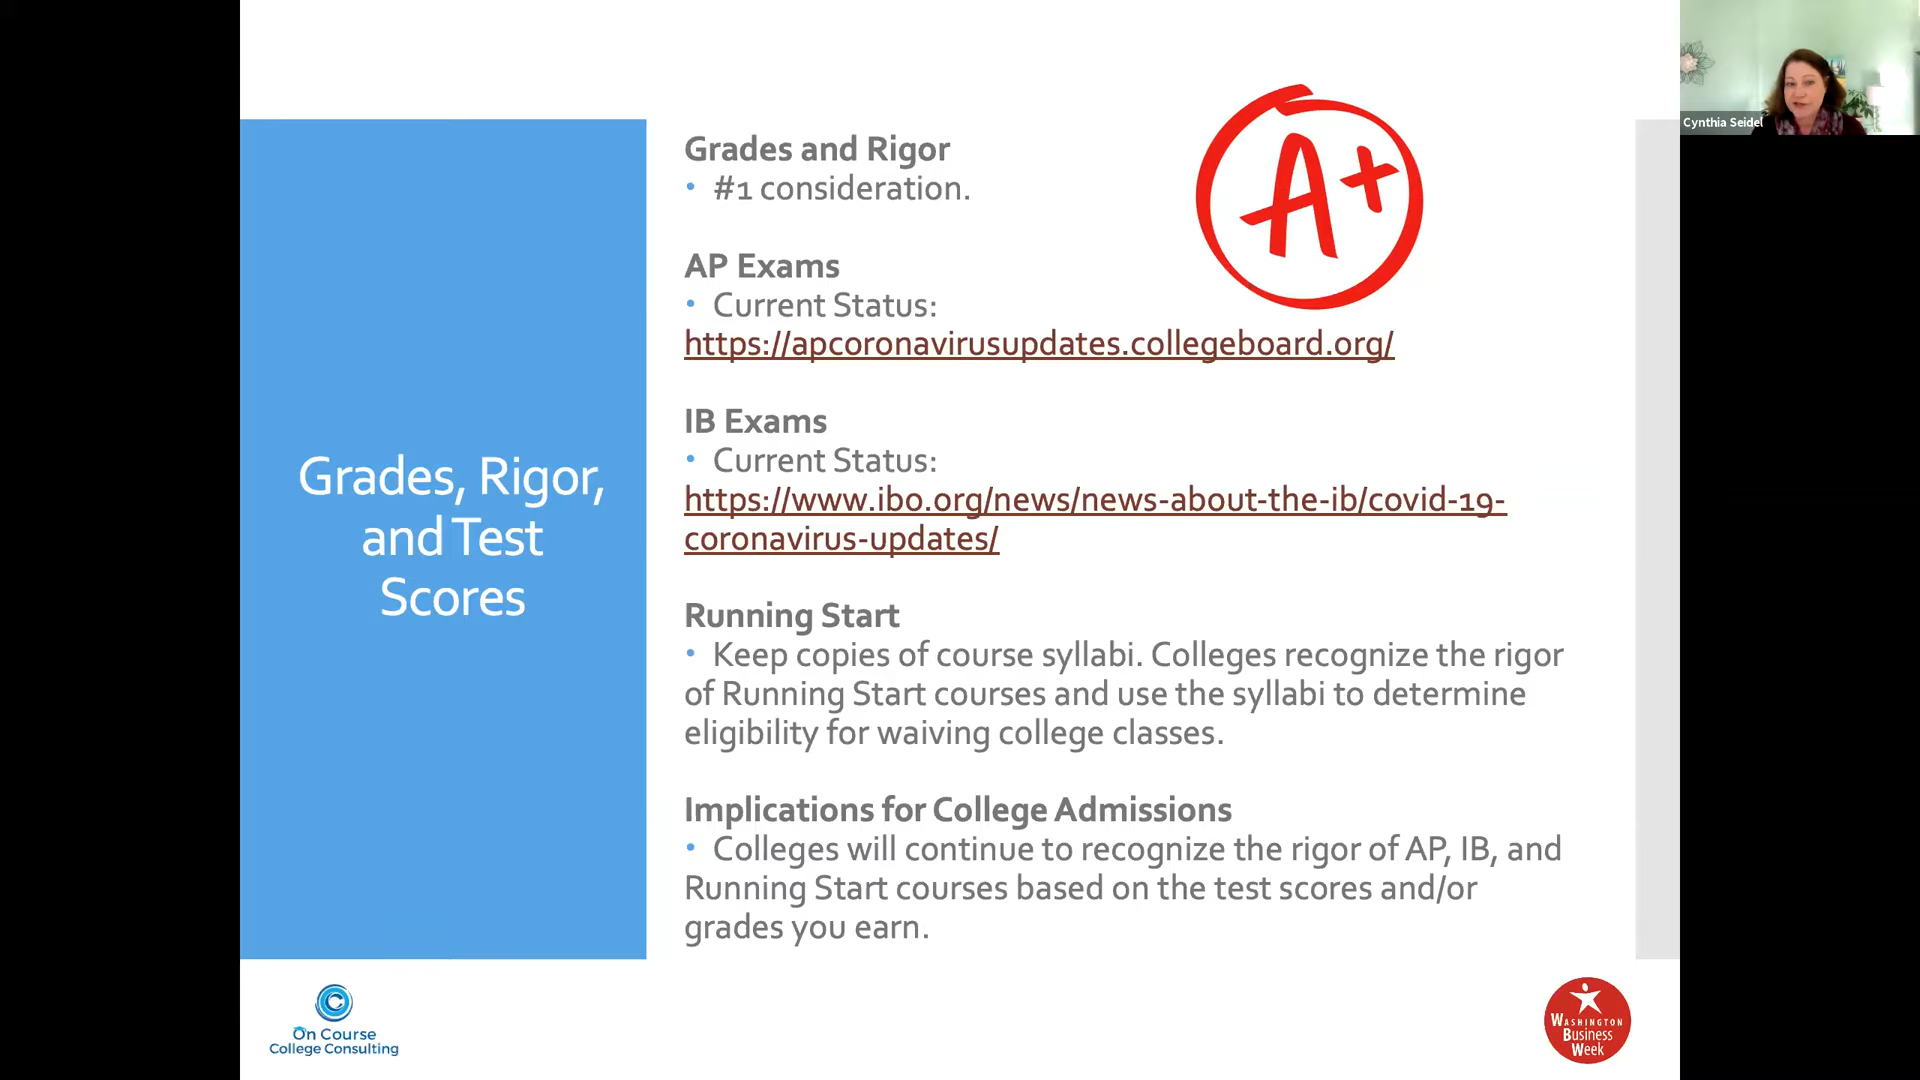 Cynthia Seidel
Grades, Rigor,
and Test
Scores
Grades and Rigor
• #1 consideration.
A+
AP Exams
• Current Status:
https://apcoronavirusupdates.collegeboard.org/
IB Exams
• Current Status:
https://www.ibo.org/news/news-about-the-ib/covid-19-
coronavirus-updates/
Running Start
• Keep copies of course syllabi. Colleges recognize the rigor
of Running Start courses and use the syllabi to determine
eligibility for waiving college classes.
Implications for College Admissions
• Colleges will continue to recognize the rigor of AP, IB, and
Running Start courses based on the test scores and/or
grades you earn.
C
On Course
College Consulting
WASHINGTON
Business
Week